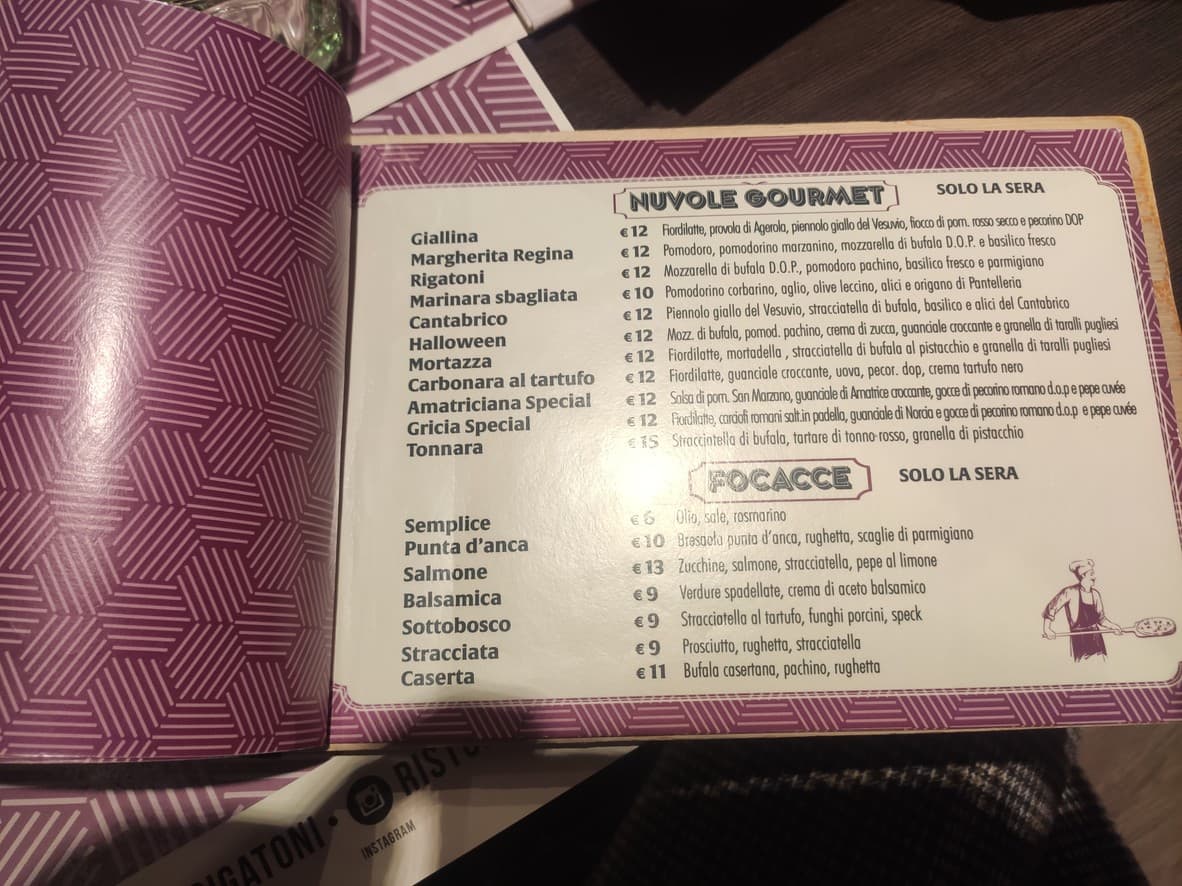 NUVOLE GOURMET SOLO LA SERA
Giallina € 12 Fiordilatte, provola di Agerola, piennolo giallo del Vesuvio, fiocco di pom. rosso secco e pecorino DOP
Margherita Regina € 12 Pomodoro, pomodorino marzanino, mozzarella di bufala D.O.P. e basilico fresco
Rigatoni € 12 Mozzarella di bufala D.O.P., pomodoro pachino, basilico fresco e parmigiano
Marinara sbagliata € 10 Pomodorino corbarino, aglio, olive leccino, alici e origano di Pantelleria
Cantabrico € 12 Piennolo giallo del Vesuvio, stracciatella di bufala, basilico e alici del Cantabrico
Halloween € 12 Mozz. di bufala, pomod. pachino, crema di zucca, guanciale croccante e granella di taralli pugliesi
Mortazza € 12 Fiordilatte, mortadella , stracciatella di bufala al pistacchio e granella di taralli pugliesi
Carbonara al tartufo € 12 Fiordilatte, guanciale croccante, uova, pecor. dop, crema tartufo nero
Amatriciana Special € 12 Salsa di pom. San Marzano, guanciale di Amatrice croccante, gocce di pecorino romano d.o.p e pepe cuvée
Gricia Special € 12 Fiordilatte, carciofi romani salt.in padella, guanciale di Norcia e gocce di pecorino romano d.o.p e pepe cuvée
Tonnara € 15 Stracciatella di bufala, tartare di tonno rosso, granella di pistacchio
FOCACCE SOLO LA SERA
Semplice € 6 Olio, sale, rosmarino
Punta d'anca € 10 Bresaola punta d'anca, rughetta, scaglie di parmigiano
Salmone € 13 Zucchine, salmone, stracciatella, pepe al limone
Balsamica € 9 Verdure spadellate, crema di aceto balsamico
Sottobosco € 9 Stracciatella al tartufo, funghi porcini, speck
Stracciata € 9 Prosciutto, rughetta, stracciatella
Caserta € 11 Bufala casertana, pachino, rughetta
IGATONI • RISTO
INSTAGRAM